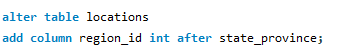 alter table locations
add column region_id int after state_province;